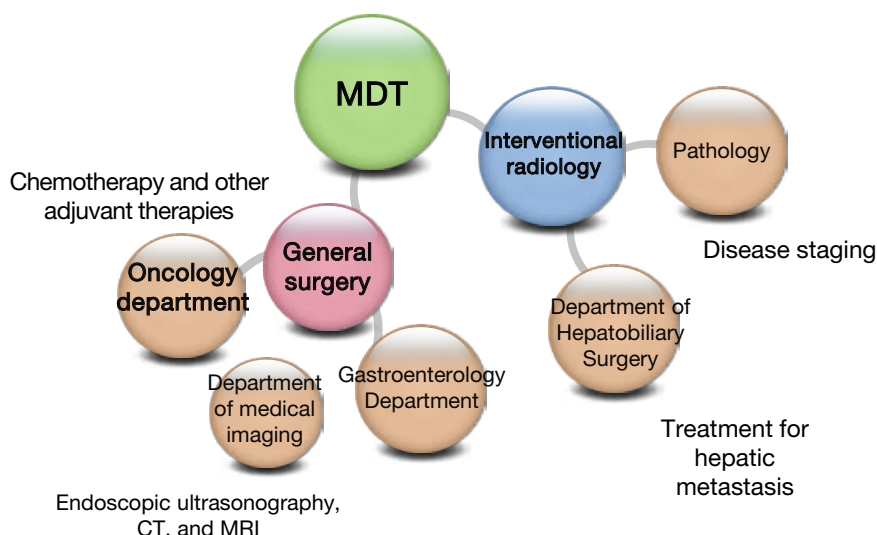 MDT
Interventional
radiology
Pathology
Chemotherapy and other
adjuvant therapies
General
surgery
Disease staging
Oncology
department
Department of
Hepatobiliary
Surgery
Department
of medical
imaging
Gastroenterology
Department
Treatment for
hepatic
metastasis
Endoscopic ultrasonography,
CT, and MRI